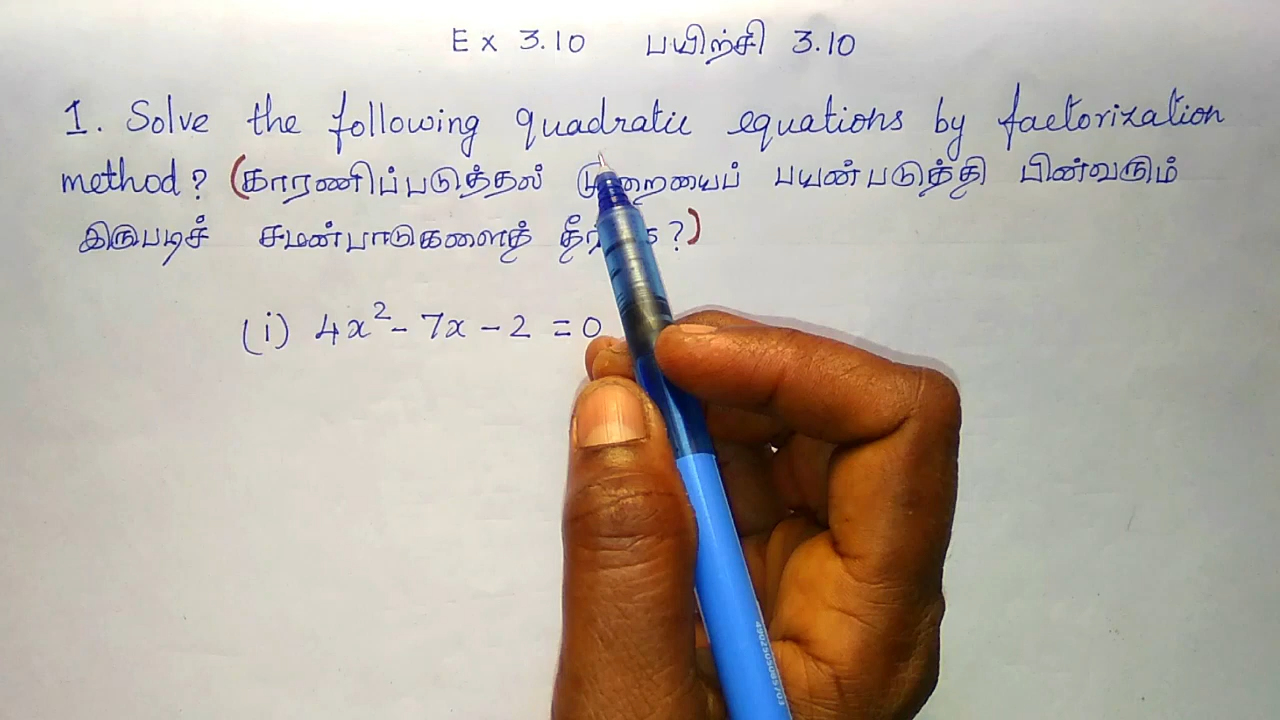 Ex 3.10 பயிற்சி 3.10
1. Solve the following quadratic equations by factorization
method? (காரணிப்படுத்தல் பயன்படுத்தி பின்வரும்
இருபடிச் சமன்பாடுகளைத் ?)
(i) 4x² - 7x - 2 = 0